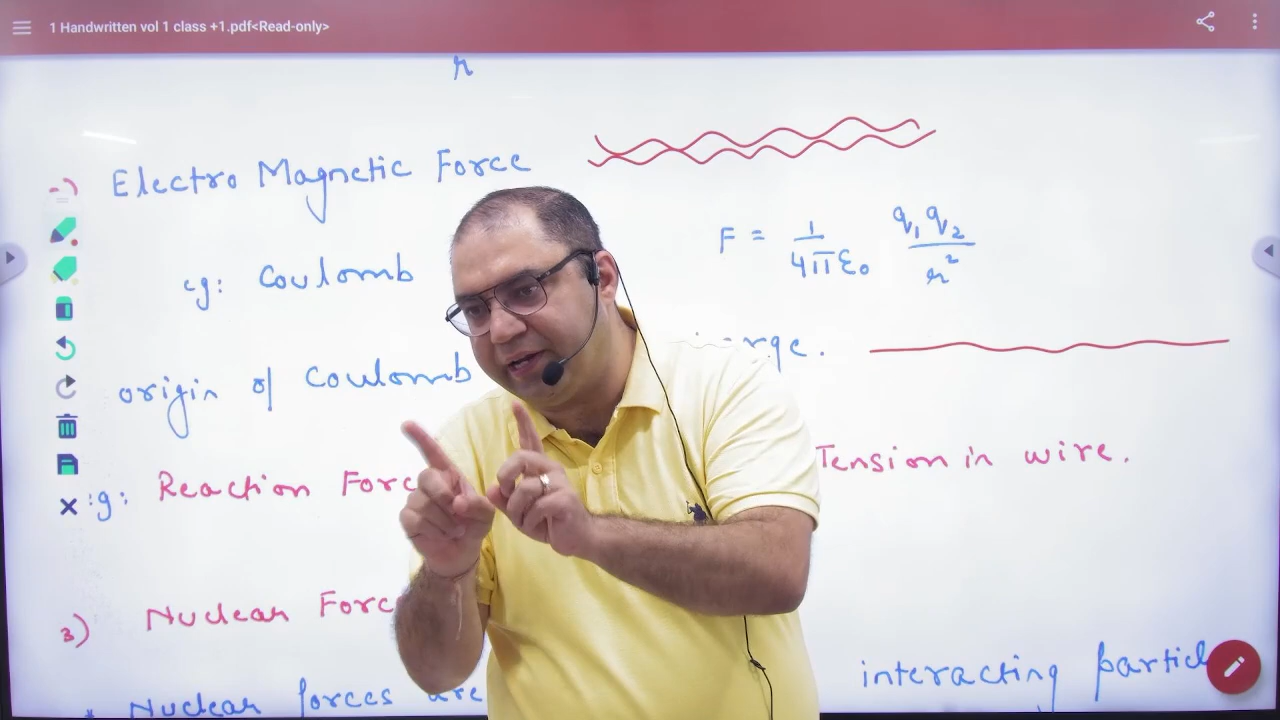 1 Handwritten vol 1 class +1.pdf<Read-only>
r
Electro Magnetic Force
eg: Coulomb
F = 1/4πε₀ q₁q₂/r²
origin of Coulomb
:g: Reaction Forc Tension in wire.
3) Nuclear Forc
* Nuclear forces are interacting particl